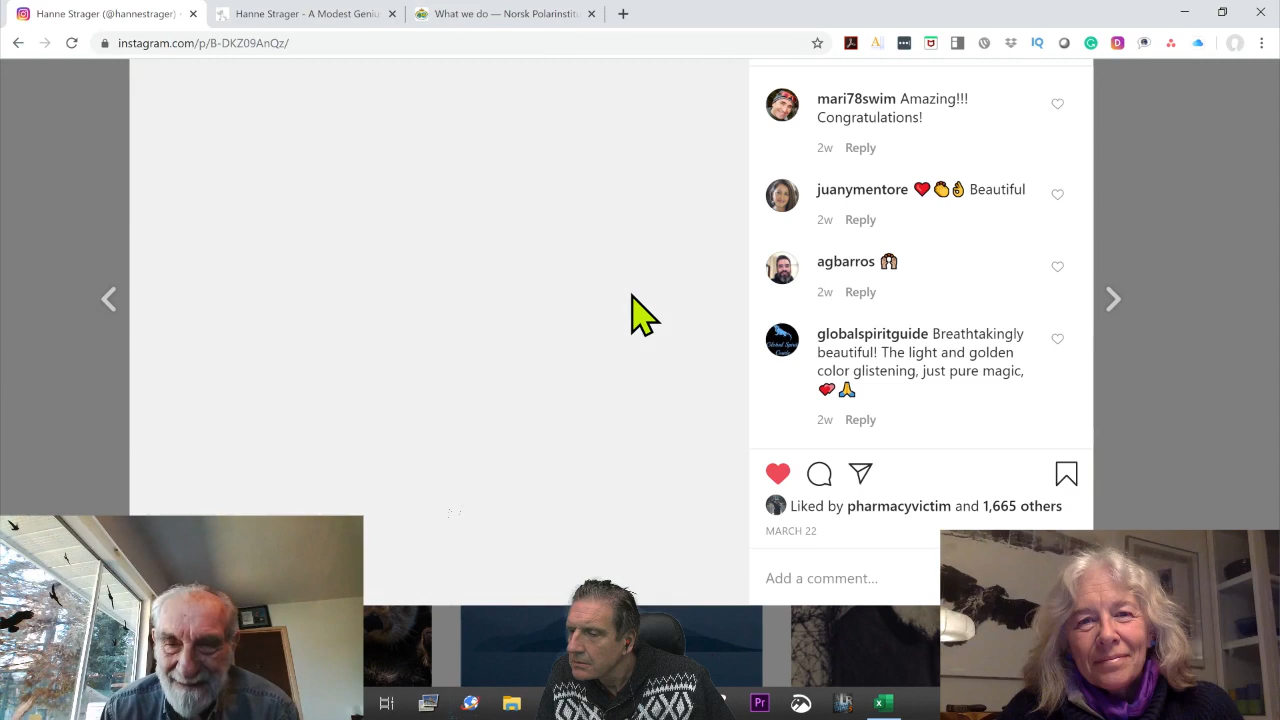 Hanne Strager (@hannestrager) •
Hanne Strager - A Modest Geniu
What we do — Norsk Polarinstitu
instagram.com/p/B-DKZ09AnQz/
mari78swim Amazing!!!
Congratulations!
2w Reply
juanymentore ❤️👏👌 Beautiful
2w Reply
agbarros 🙌
2w Reply
globalspiritguide Breathtakingly
beautiful! The light and golden
color glistening, just pure magic,
💕🙏
2w Reply
Liked by pharmacyvictim and 1,665 others
MARCH 22
Add a comment...
Pr